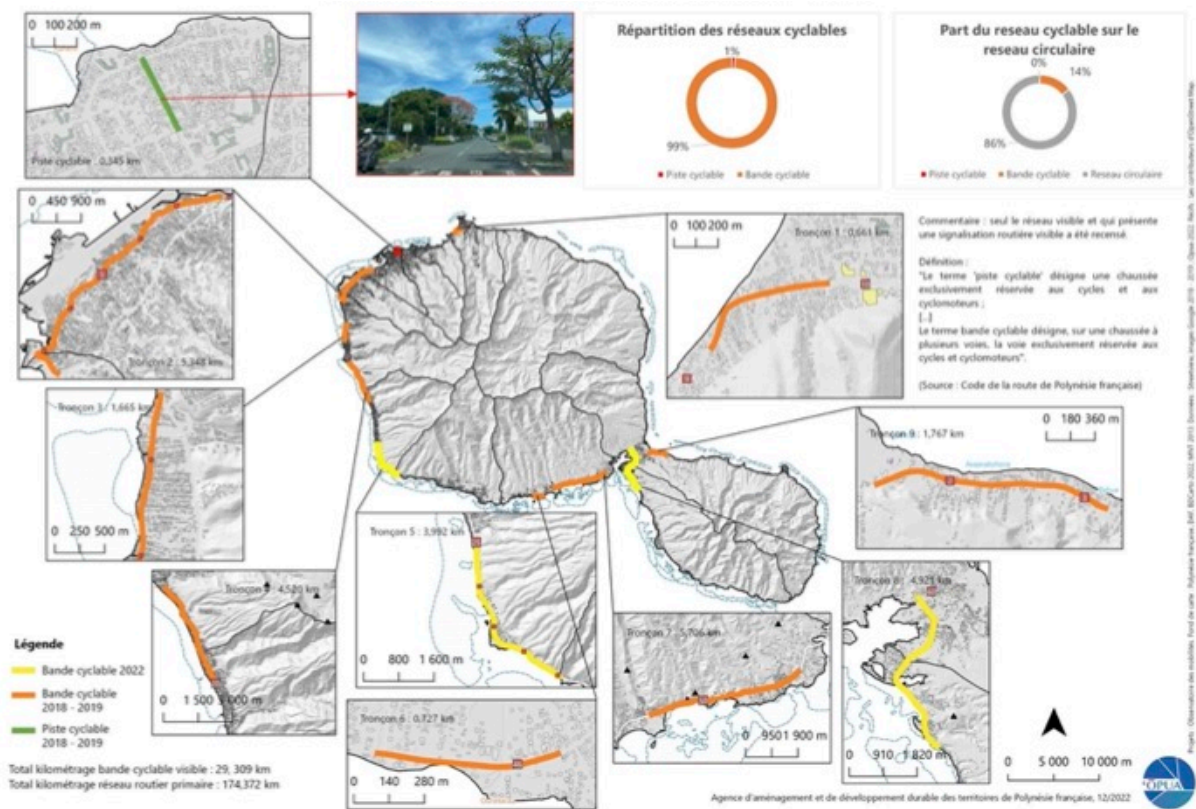 0 100 200 m
Piste cyclable : 0,345 km
Répartition des réseaux cyclables
1%
99%
Piste cyclable Bande cyclable
Part du reseau cyclable sur le
reseau circulaire
0%
14%
86%
Piste cyclable Bande cyclable Reseau circulaire
0 450 900 m
Tronçon 2 : 5,348 km
0 100 200 m
Tronçon 1 : 0,661 km
Commentaire : seul le réseau visible et qui présente
une signalisation routière visible a été recensé.
Définition :
"Le terme 'piste cyclable' désigne une chaussée
exclusivement réservée aux cycles et aux
cyclomoteurs ;
[..]
Le terme bande cyclable désigne, sur une chaussée à
plusieurs voies, la voie exclusivement réservée aux
cycles et cyclomoteurs".
(Source : Code de la route de Polynésie française)
Tronçon 3 : 1,665 km
0 250 500 m
0 180 360 m
Tronçon 9 : 1,767 km
Tronçon 4 : 4,520 km
0 1 500 3 000 m
Tronçon 5 : 3,992 km
0 800 1 600 m
Tronçon 8 : 4,921 km
0 910 1 820 m
Tronçon 7 : 5,706 km
0 950 1 900 m
Tronçon 6 : 0,727 km
0 140 280 m
Légende
Bande cyclable 2022
Bande cyclable
2018 - 2019
Piste cyclable
2018 - 2019
Total kilométrage bande cyclable visible : 29, 309 km
Total kilométrage réseau routier primaire : 174,372 km
0 5 000 10 000 m
Agence d'aménagement et de développement durable des territoires de Polynésie française, 12/2022
'ŌPUA